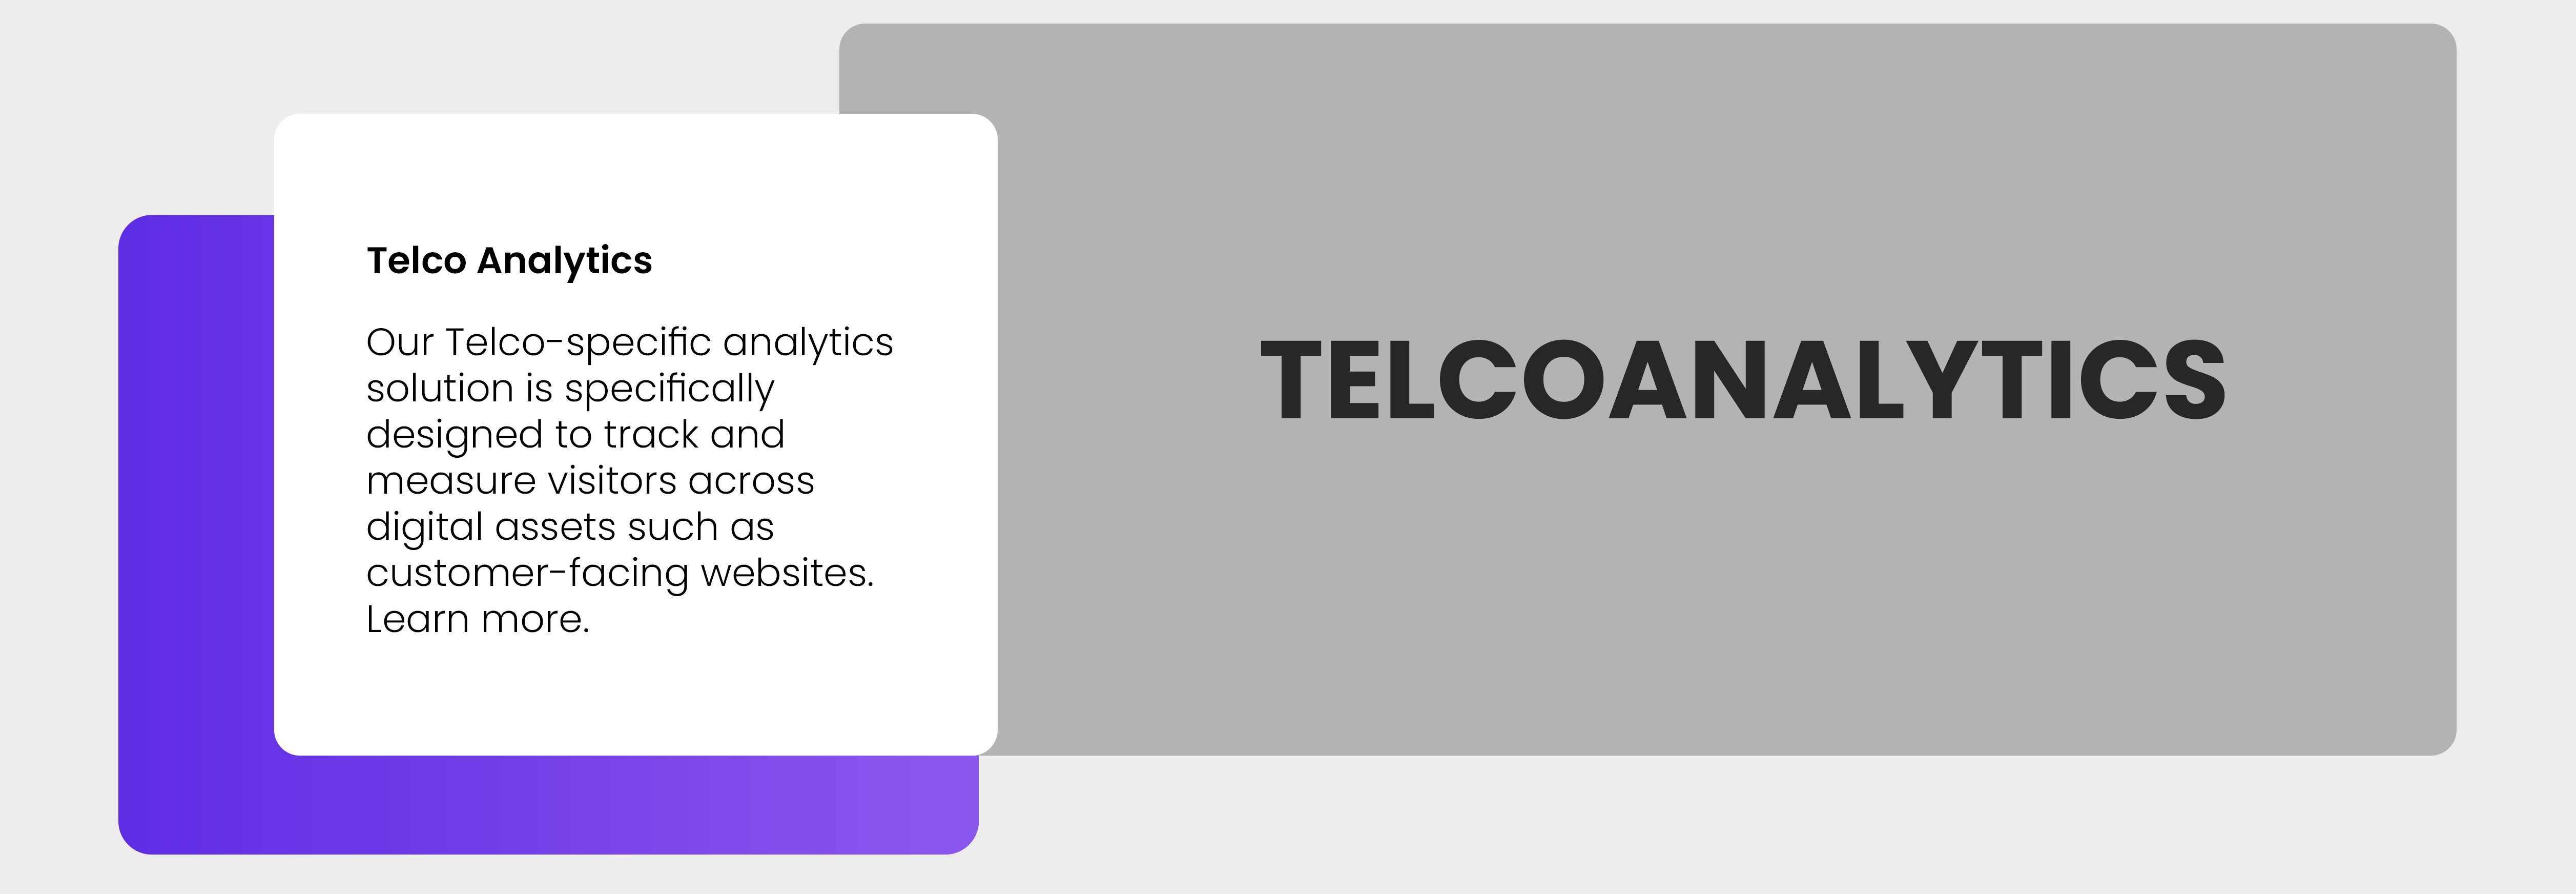 Telco Analytics
Our Telco-specific analytics
solution is specifically
designed to track and
measure visitors across
digital assets such as
customer-facing websites.
Learn more.
TELCOANALYTICS